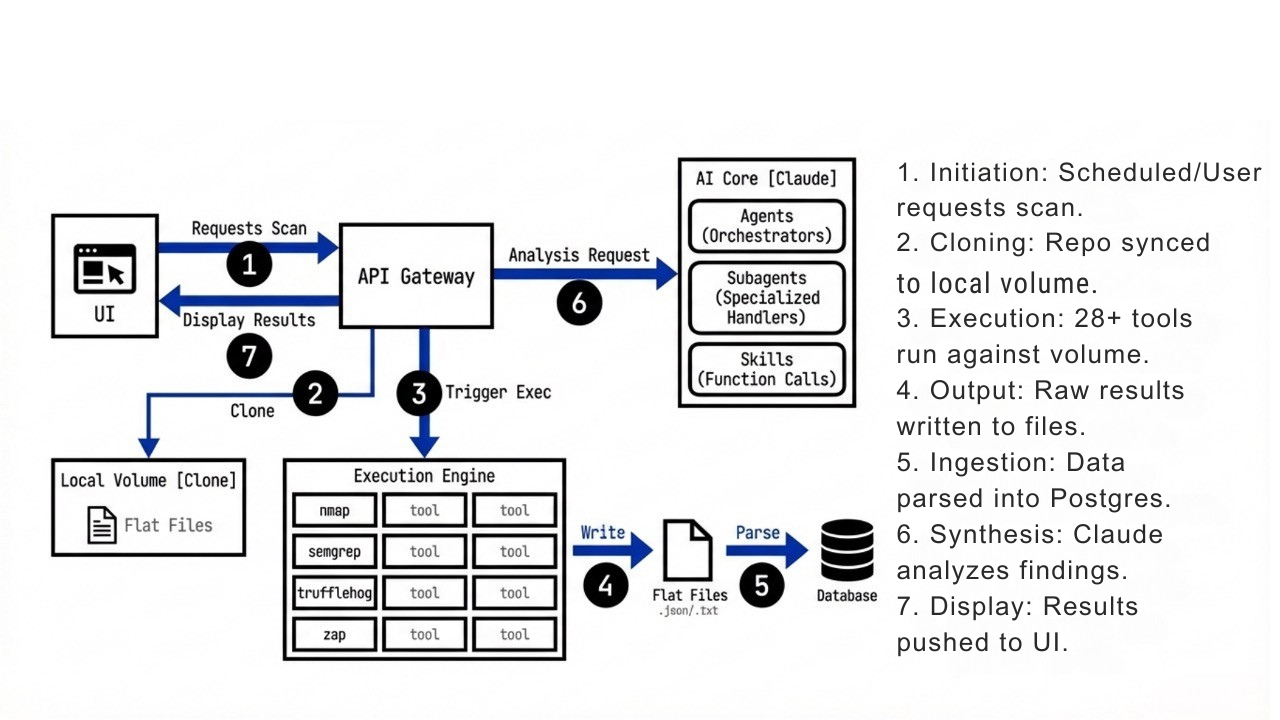 Requests Scan
1
UI
Display Results
7
API Gateway
Analysis Request
6
AI Core [Claude]
Agents
(Orchestrators)
Subagents
(Specialized
Handlers)
Skills
(Function Calls)
2
Clone
3
Trigger Exec
Local Volume [Clone]
Flat Files
Execution Engine
nmap
tool
tool
semgrep
tool
tool
trufflehog
tool
tool
zap
tool
tool
Write
4
Flat Files
.json/.txt
Parse
5
Database
1. Initiation: Scheduled/User
requests scan.
2. Cloning: Repo synced
to local volume.
3. Execution: 28+ tools
run against volume.
4. Output: Raw results
written to files.
5. Ingestion: Data
parsed into Postgres.
6. Synthesis: Claude
analyzes findings.
7. Display: Results
pushed to UI.